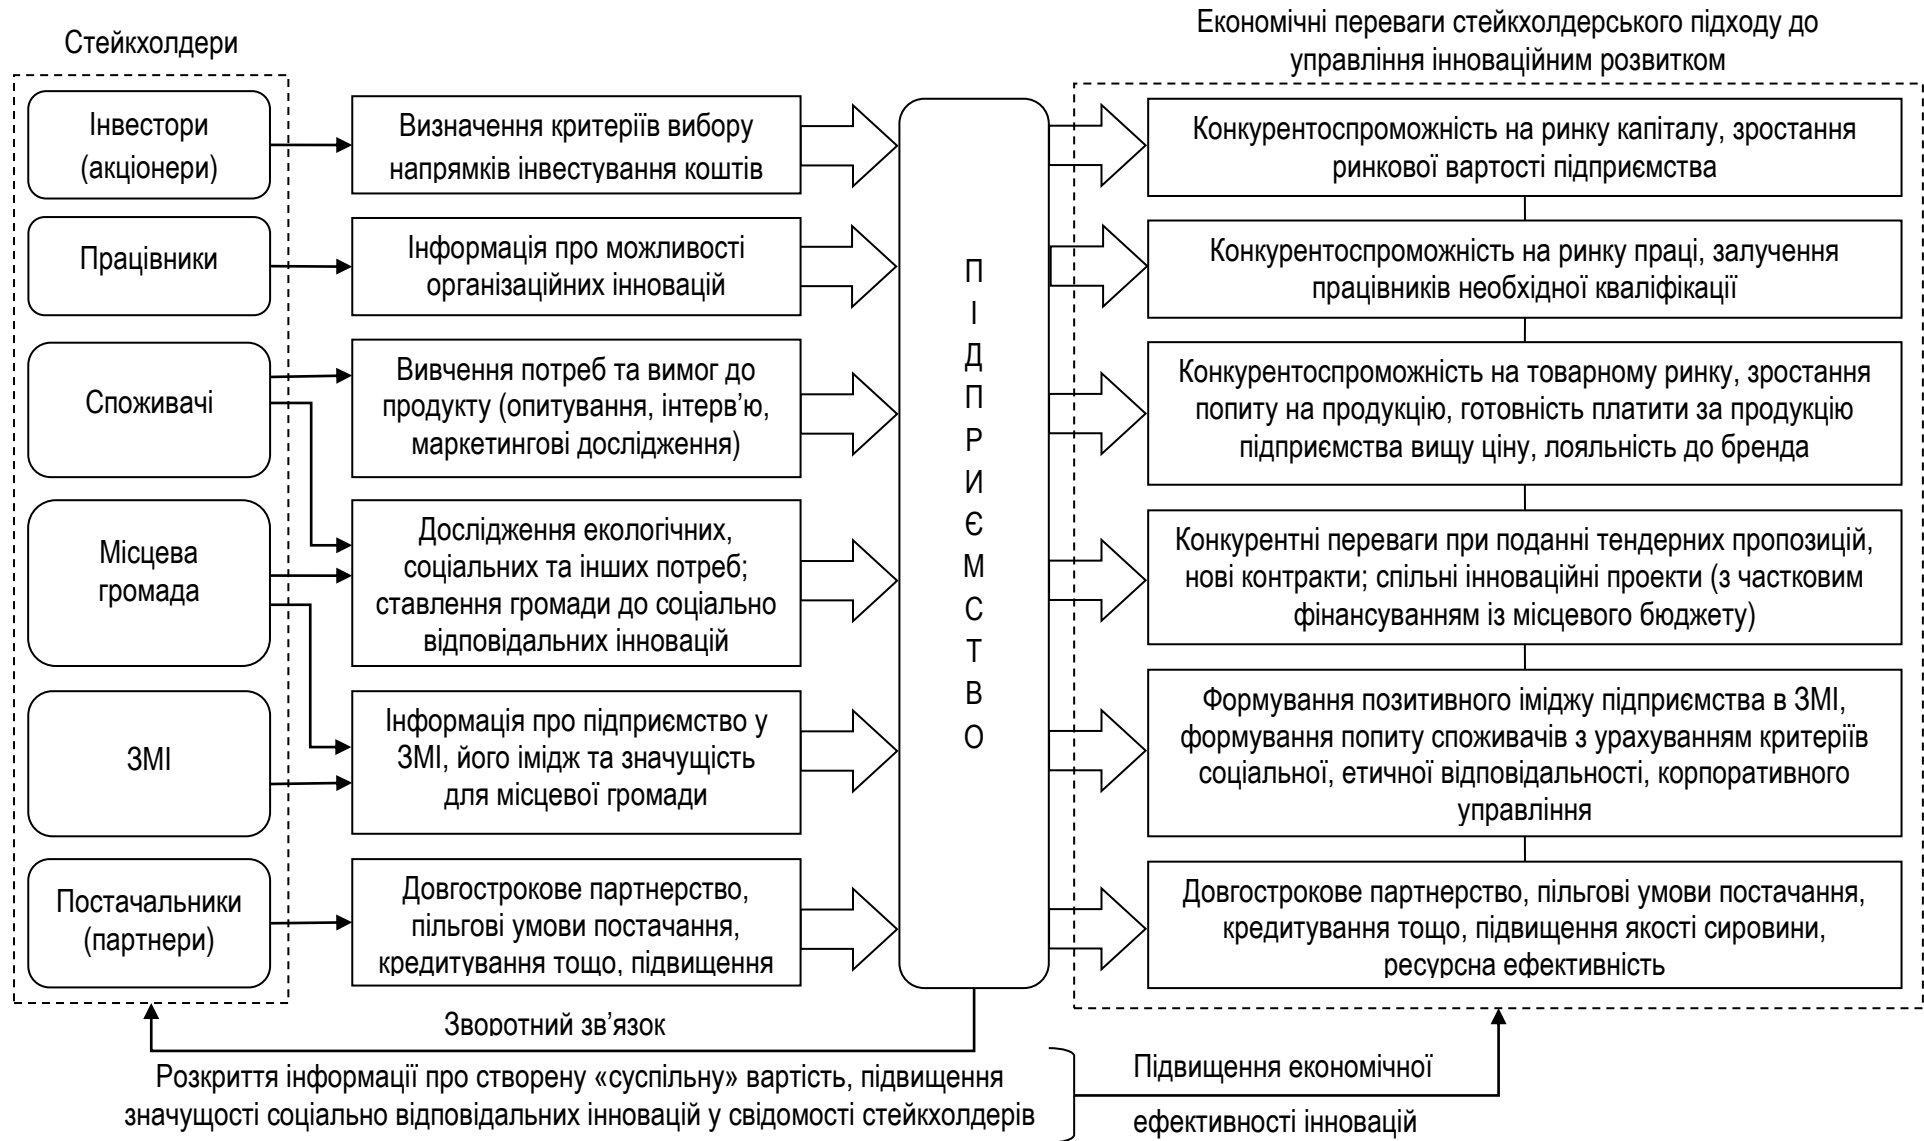 Стейкхолдери
Економічні переваги стейкхолдерського підходу до
управління інноваційним розвитком
Інвестори
(акціонери)
Визначення критеріїв вибору
напрямків інвестування коштів
Конкурентоспроможність на ринку капіталу, зростання
ринкової вартості підприємства
Працівники
Інформація про можливості
організаційних інновацій
Конкурентоспроможність на ринку праці, залучення
працівників необхідної кваліфікації
Споживачі
Вивчення потреб та вимог до
продукту (опитування, інтерв’ю,
маркетингові дослідження)
Конкурентоспроможність на товарному ринку, зростання
попиту на продукцію, готовність платити за продукцію
підприємства вищу ціну, лояльність до бренда
Місцева
громада
Дослідження екологічних,
соціальних та інших потреб;
ставлення громади до соціально
відповідальних інновацій
Конкурентні переваги при поданні тендерних пропозицій,
нові контракти; спільні інноваційні проекти (з частковим
фінансуванням із місцевого бюджету)
ЗМІ
Інформація про підприємство у
ЗМІ, його імідж та значущість
для місцевої громади
Формування позитивного іміджу підприємства в ЗМІ,
формування попиту споживачів з урахуванням критеріїв
соціальної, етичної відповідальності, корпоративного
управління
Постачальники
(партнери)
Довгострокове партнерство,
пільгові умови постачання,
кредитування тощо, підвищення
Довгострокове партнерство, пільгові умови постачання,
кредитування тощо, підвищення якості сировини,
ресурсна ефективність
П
І
Д
П
Р
И
Є
М
С
Т
В
О
Зворотний зв’язок
Розкриття інформації про створену «суспільну» вартість, підвищення
значущості соціально відповідальних інновацій у свідомості стейкхолдерів
Підвищення економічної
ефективності інновацій